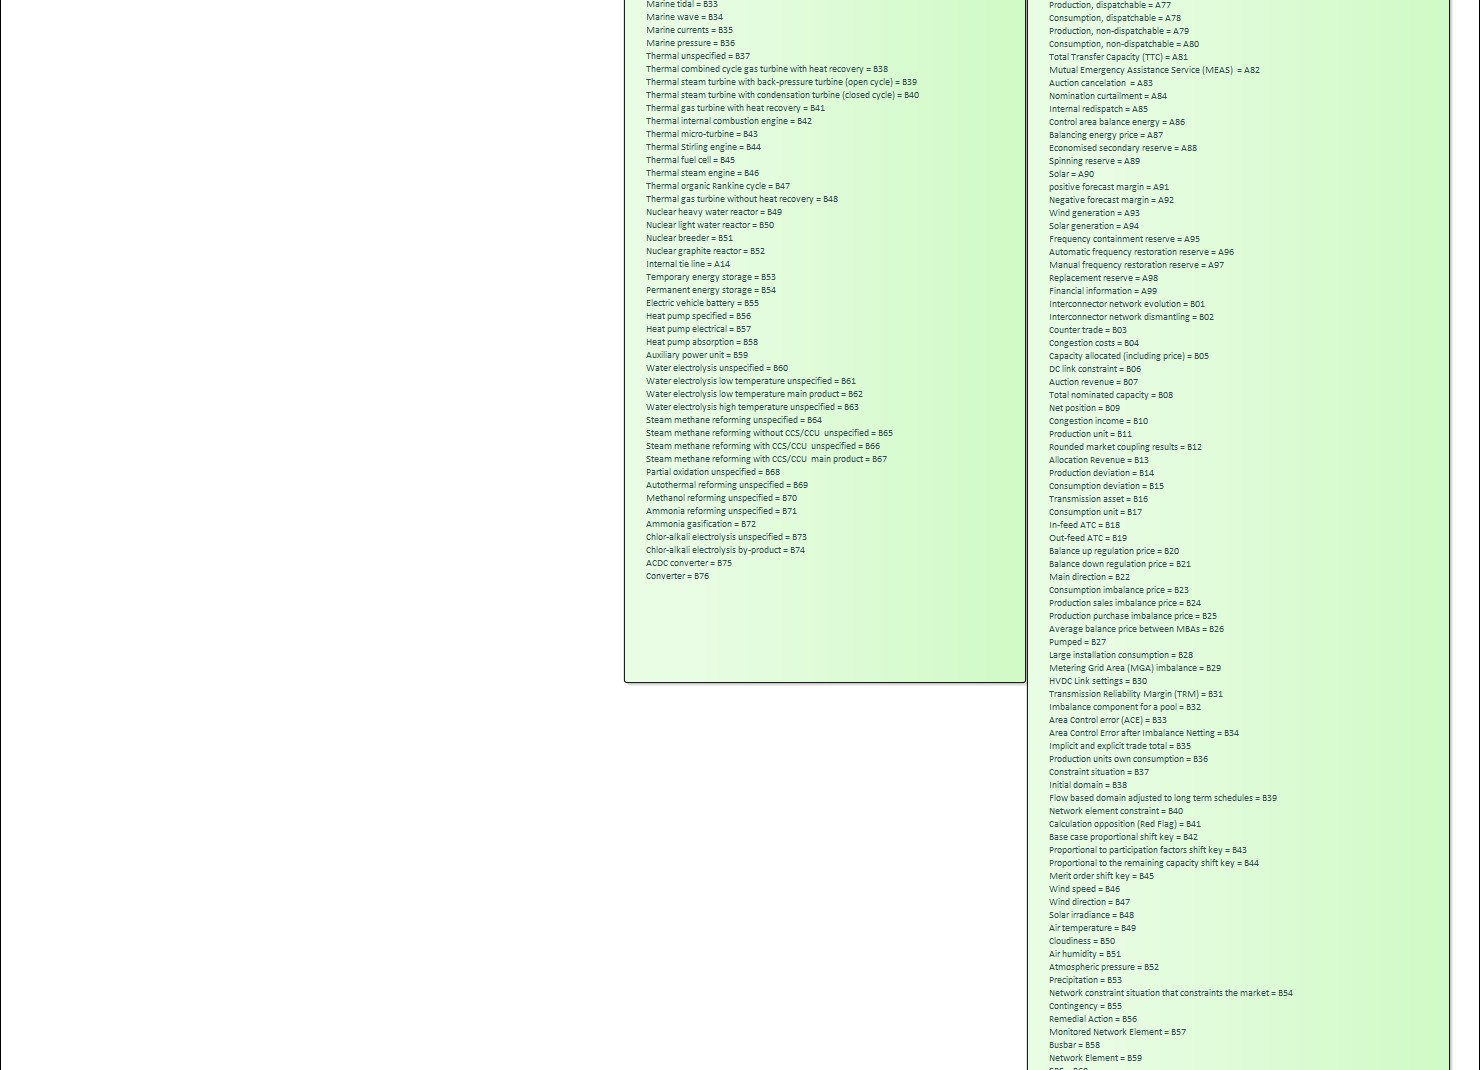 Marine tidal = B33
Marine wave = B34
Marine currents = B35
Marine pressure = B36
Thermal unspecified = B37
Thermal combined cycle gas turbine with heat recovery = B38
Thermal steam turbine with back-pressure turbine (open cycle) = B39
Thermal steam turbine with condensation turbine (closed cycle) = B40
Thermal gas turbine with heat recovery = B41
Thermal internal combustion engine = B42
Thermal micro-turbine = B43
Thermal Stirling engine = B44
Thermal fuel cell = B45
Thermal steam engine = B46
Thermal organic Rankine cycle = B47
Thermal gas turbine without heat recovery = B48
Nuclear heavy water reactor = B49
Nuclear light water reactor = B50
Nuclear breeder = B51
Nuclear graphite reactor = B52
Internal tie line = A14
Temporary energy storage = B53
Permanent energy storage = B54
Electric vehicle battery = B55
Heat pump specified = B56
Heat pump electrical = B57
Heat pump absorption = B58
Auxiliary power unit = B59
Water electrolysis unspecified = B60
Water electrolysis low temperature unspecified = B61
Water electrolysis low temperature main product = B62
Water electrolysis high temperature unspecified = B63
Steam methane reforming unspecified = B64
Steam methane reforming without CCS/CCU  unspecified = B65
Steam methane reforming with CCS/CCU  unspecified = B66
Steam methane reforming with CCS/CCU  main product = B67
Partial oxidation unspecified = B68
Autothermal reforming unspecified = B69
Methanol reforming unspecified = B70
Ammonia reforming unspecified = B71
Ammonia gasification = B72
Chlor-alkali electrolysis unspecified = B73
Chlor-alkali electrolysis by-product = B74
ACDC converter = B75
Converter = B76
Production, dispatchable = A77
Consumption, dispatchable = A78
Production, non-dispatchable = A79
Consumption, non-dispatchable = A80
Total Transfer Capacity (TTC) = A81
Mutual Emergency Assistance Service (MEAS)  = A82
Auction cancelation  = A83
Nomination curtailment = A84
Internal redispatch = A85
Control area balance energy = A86
Balancing energy price = A87
Economised secondary reserve = A88
Spinning reserve = A89
Solar = A90
positive forecast margin = A91
Negative forecast margin = A92
Wind generation = A93
Solar generation = A94
Frequency containment reserve = A95
Automatic frequency restoration reserve = A96
Manual frequency restoration reserve = A97
Replacement reserve = A98
Financial information = A99
Interconnector network evolution = B01
Interconnector network dismantling = B02
Counter trade = B03
Congestion costs = B04
Capacity allocated (including price) = B05
DC link constraint = B06
Auction revenue = B07
Total nominated capacity = B08
Net position = B09
Congestion income = B10
Production unit = B11
Rounded market coupling results = B12
Allocation Revenue = B13
Production deviation = B14
Consumption deviation = B15
Transmission asset = B16
Consumption unit = B17
In-feed ATC = B18
Out-feed ATC = B19
Balance up regulation price = B20
Balance down regulation price = B21
Main direction = B22
Consumption imbalance price = B23
Production sales imbalance price = B24
Production purchase imbalance price = B25
Average balance price between MBAs = B26
Pumped = B27
Large installation consumption = B28
Metering Grid Area (MGA) imbalance = B29
HVDC Link settings = B30
Transmission Reliability Margin (TRM) = B31
Imbalance component for a pool = B32
Area Control error (ACE) = B33
Area Control Error after Imbalance Netting = B34
Implicit and explicit trade total = B35
Production units own consumption = B36
Constraint situation = B37
Initial domain = B38
Flow based domain adjusted to long term schedules = B39
Network element constraint = B40
Calculation opposition (Red Flag) = B41
Base case proportional shift key = B42
Proportional to participation factors shift key = B43
Proportional to the remaining capacity shift key = B44
Merit order shift key = B45
Wind speed = B46
Wind direction = B47
Solar irradiance = B48
Air temperature = B49
Cloudiness = B50
Air humidity = B51
Atmospheric pressure = B52
Precipitation = B53
Network constraint situation that constraints the market = B54
Contingency = B55
Remedial Action = B56
Monitored Network Element = B57
Busbar = B58
Network Element = B59